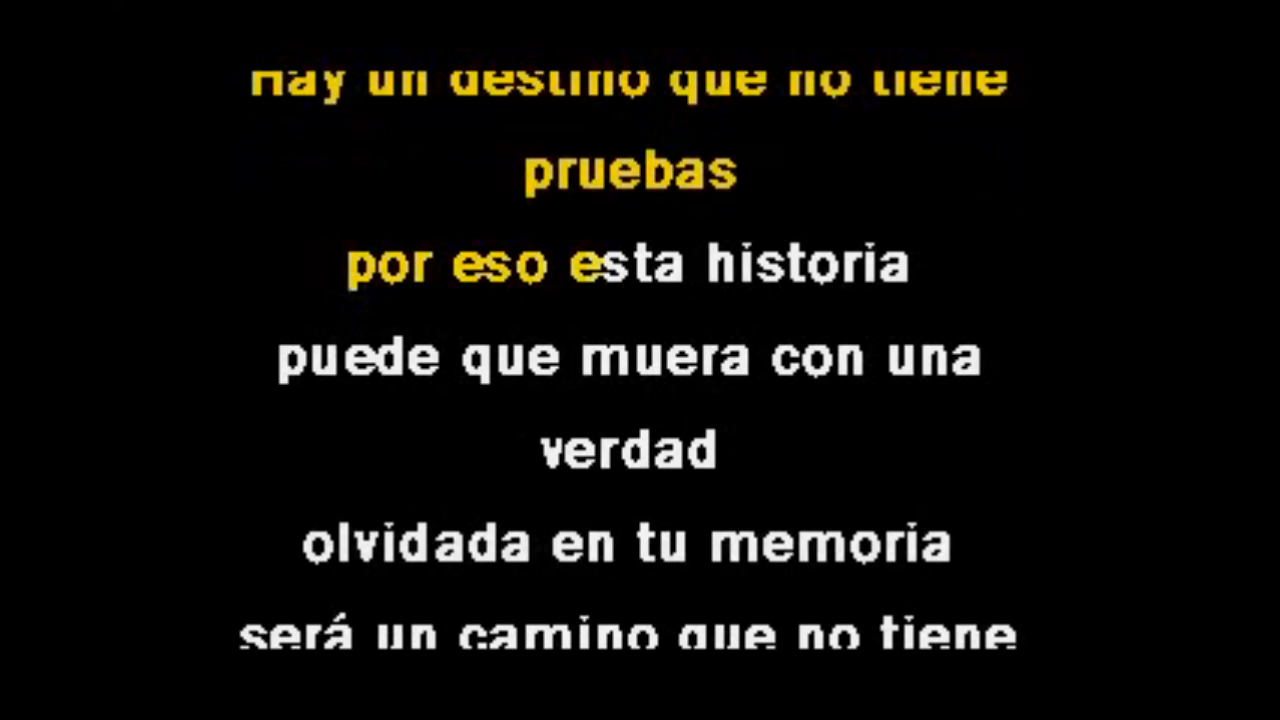 Hay un destino que no tiene
pruebas
por eso esta historia
puede que muera con una
verdad
olvidada en tu memoria
será un camino que no tiene